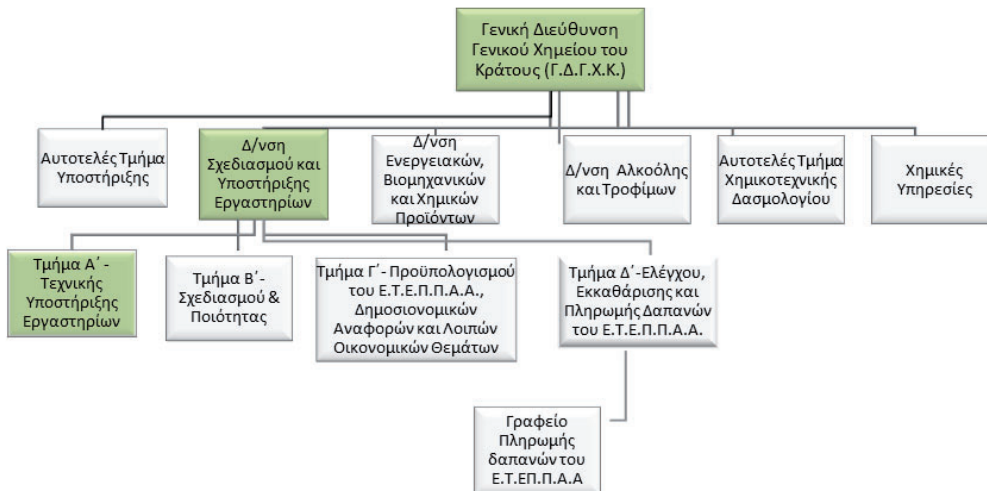 Γενική Διεύθυνση
Γενικού Χημείου του
Κράτους (Γ.Δ.Γ.Χ.Κ.)
Αυτοτελές Τμήμα
Υποστήριξης
Δ/νση
Σχεδιασμού και
Υποστήριξης
Εργαστηρίων
Δ/νση
Ενεργειακών,
Βιομηχανικών
και Χημικών
Προϊόντων
Δ/νση Αλκοόλης
και Τροφίμων
Αυτοτελές Τμήμα
Χημικοτεχνικής
Δασμολογίου
Χημικές
Υπηρεσίες
Τμήμα Α΄ -
Τεχνικής
Υποστήριξης
Εργαστηρίων
Τμήμα Β΄-
Σχεδιασμού &
Ποιότητας
Τμήμα Γ΄- Προϋπολογισμού
του Ε.Τ.Ε.Π.Π.Α.Α.,
Δημοσιονομικών
Αναφορών και Λοιπών
Οικονομικών Θεμάτων
Τμήμα Δ΄-Ελέγχου,
Εκκαθάρισης και
Πληρωμής Δαπανών
του Ε.Τ.Ε.Π.Π.Α.Α.
Γραφείο
Πληρωμής
δαπανών του
Ε.Τ.ΕΠ.Π.Α.Α